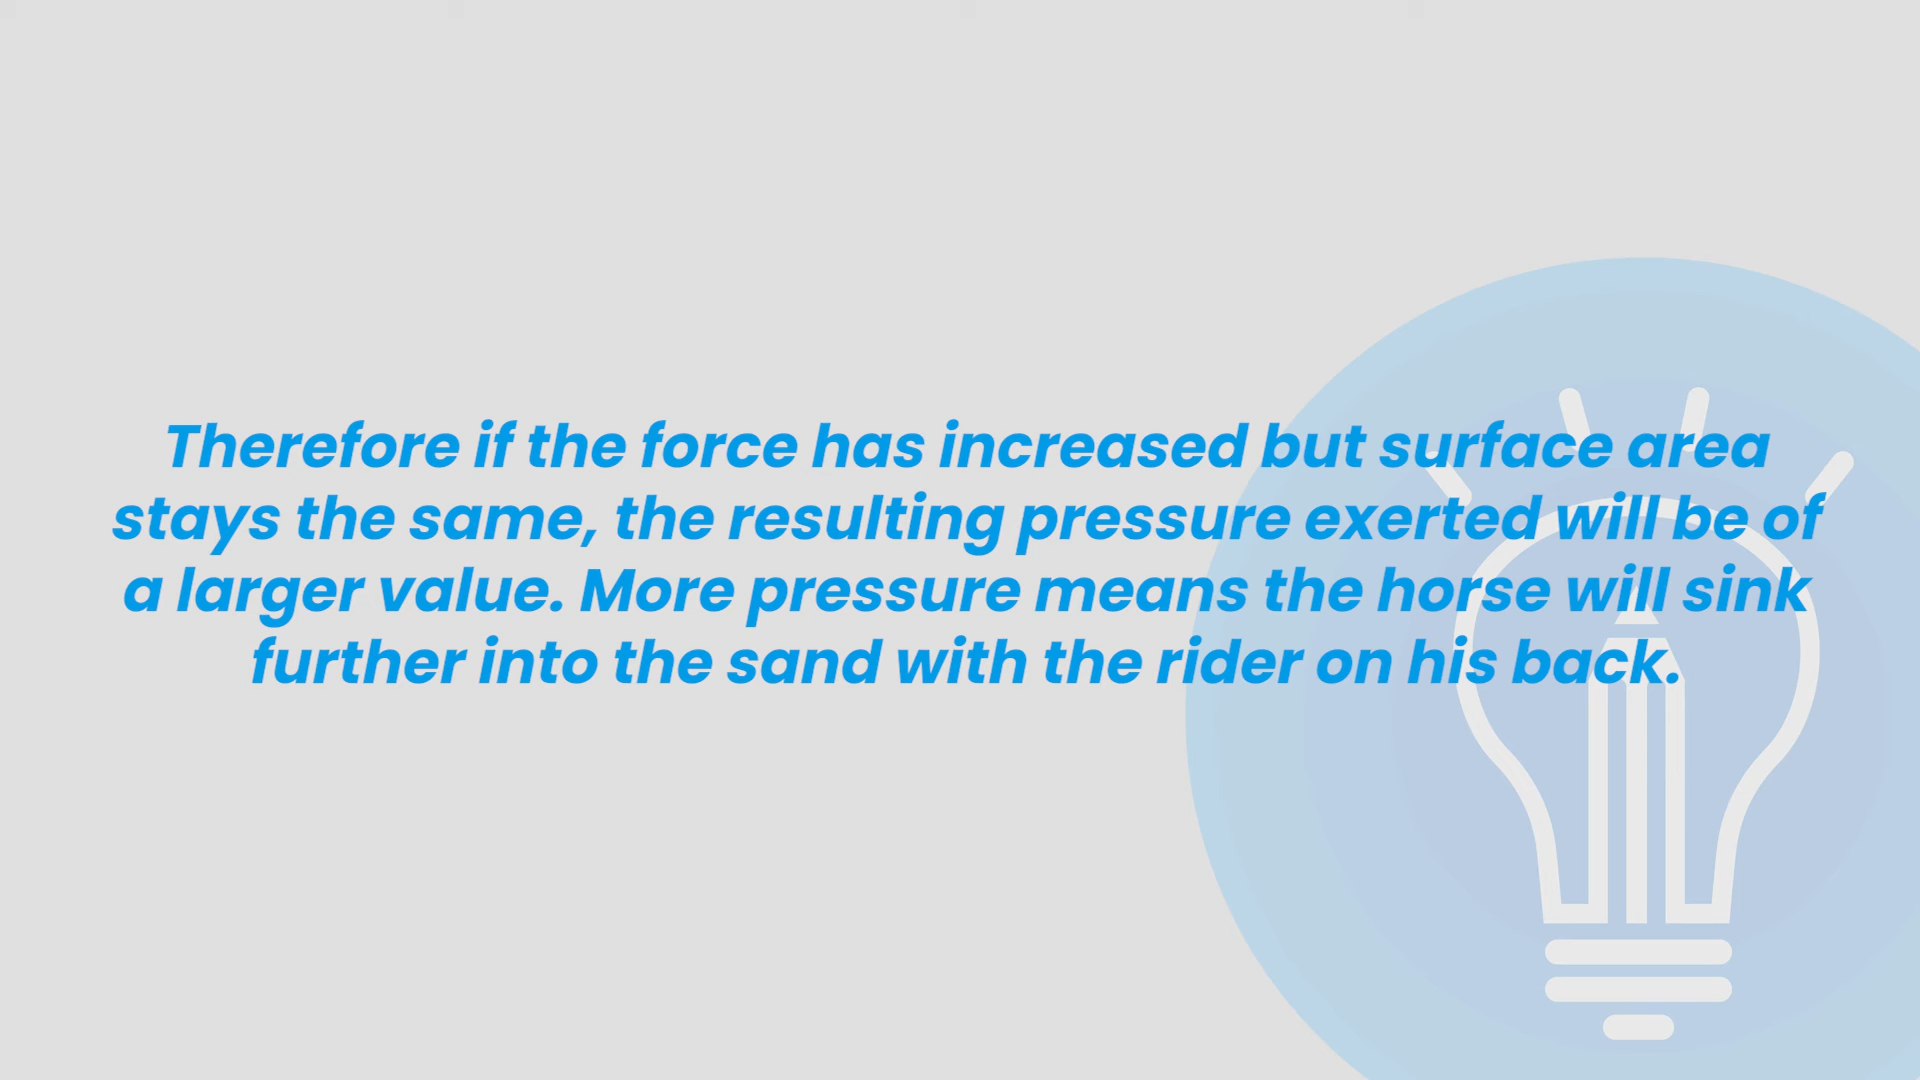 Therefore if the force has increased but surface area
stays the same, the resulting pressure exerted will be of
a larger value. More pressure means the horse will sink
further into the sand with the rider on his back.